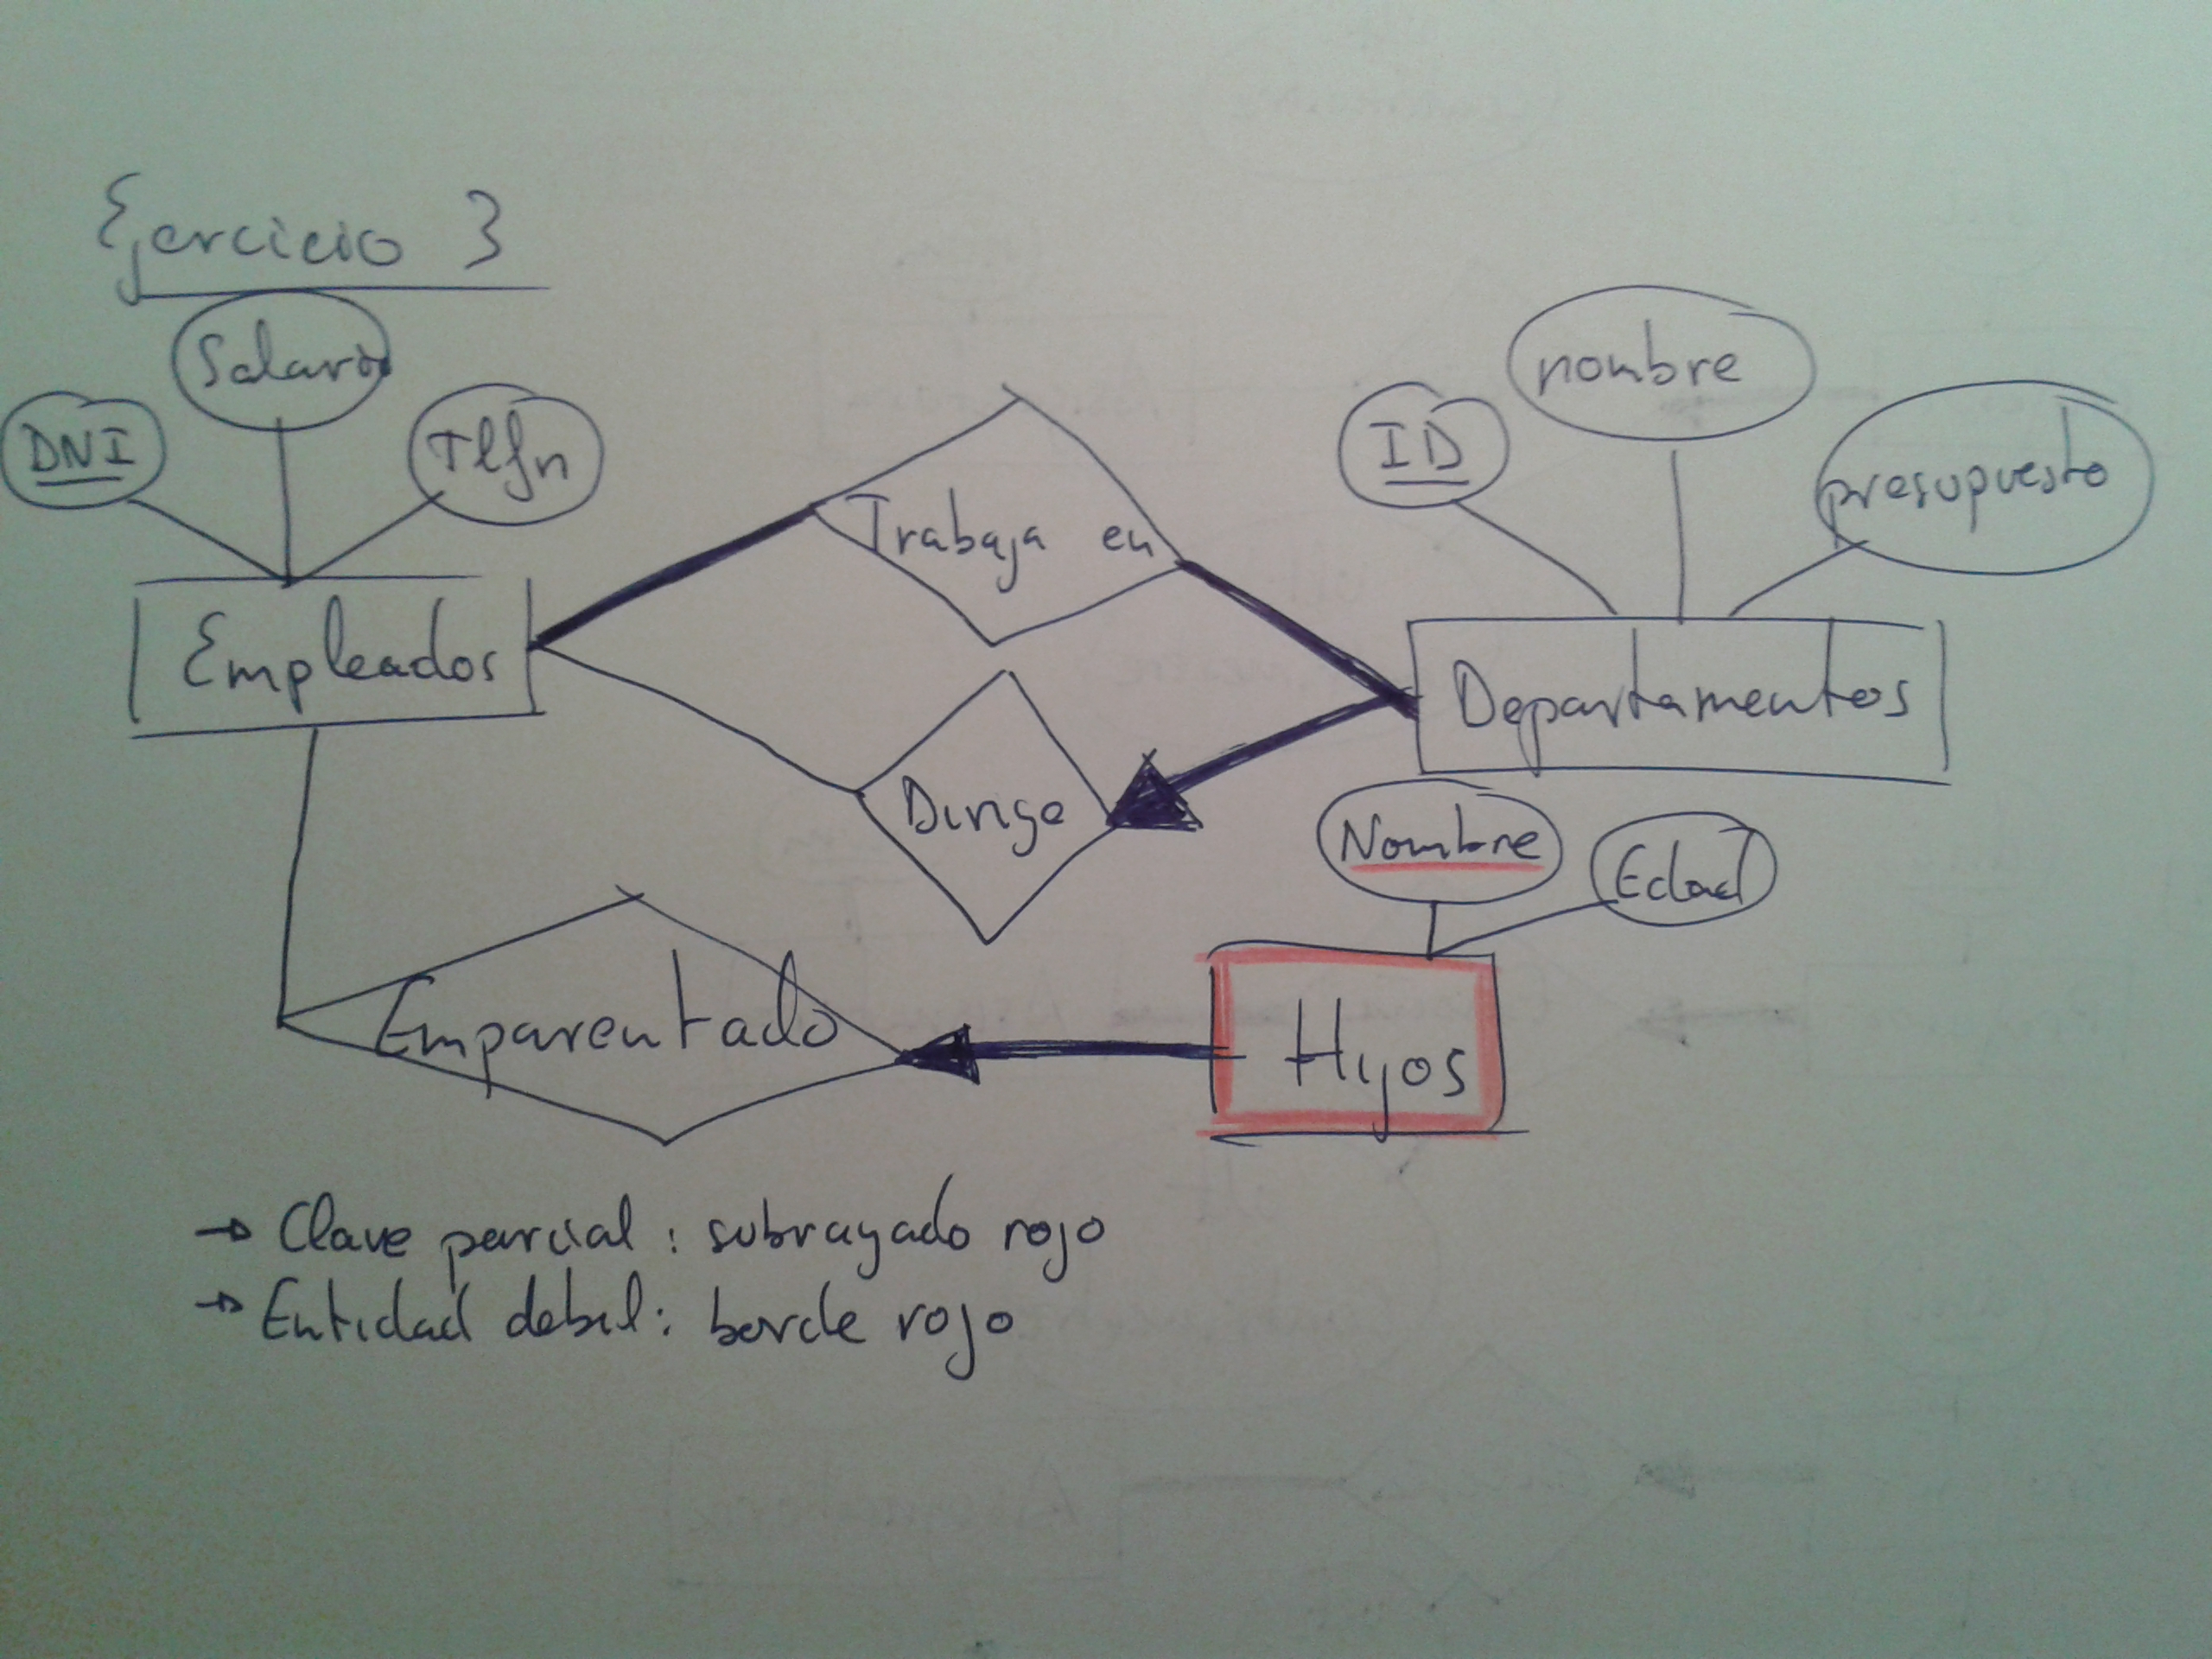 Ejercicio 3
Salario
DNI
Tlfn
ID
nombre
presupuesto
Trabaja en
Empleados
Departamentos
Dirige
Nombre
Edad
Emparentado
Hijos
→ Clave parcial: subrayado rojo
→ Entidad debil: borde rojo